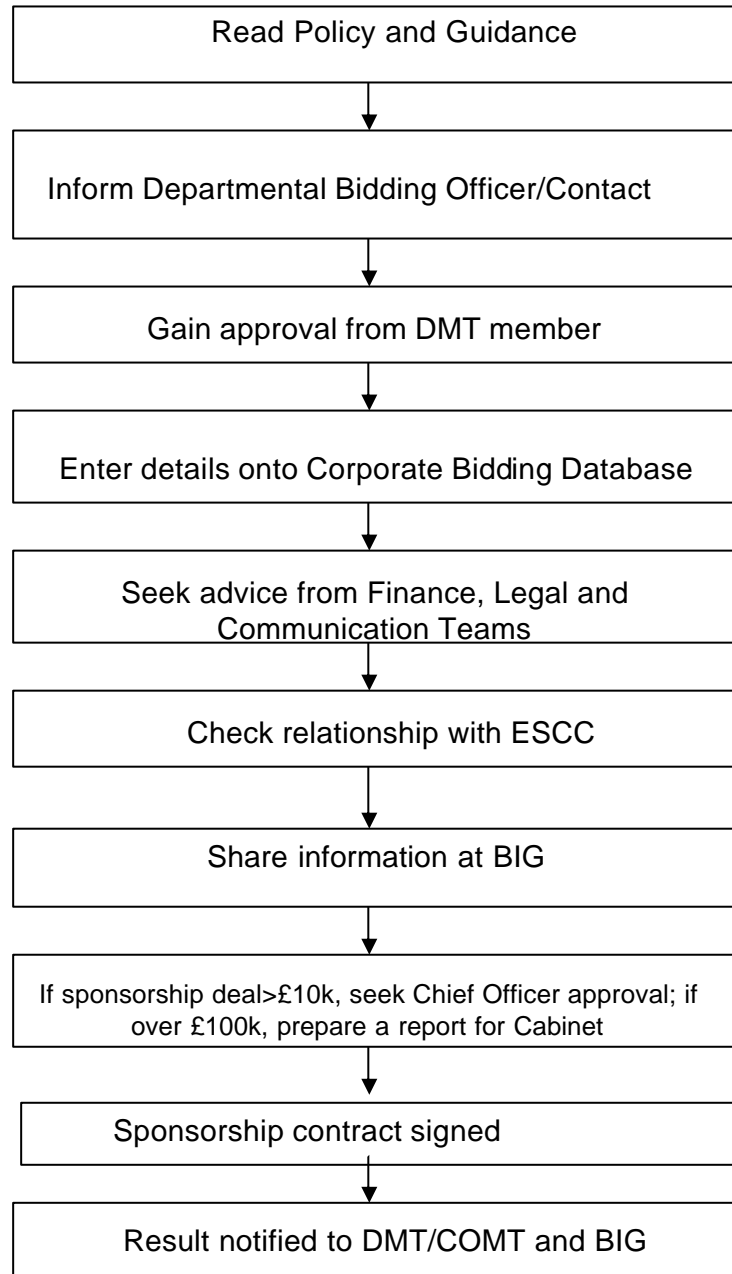 Read Policy and Guidance
Inform Departmental Bidding Officer/Contact
Gain approval from DMT member
Enter details onto Corporate Bidding Database
Seek advice from Finance, Legal and
Communication Teams
Check relationship with ESCC
Share information at BIG
If sponsorship deal>£10k, seek Chief Officer approval; if
over £100k, prepare a report for Cabinet
Sponsorship contract signed
Result notified to DMT/COMT and BIG